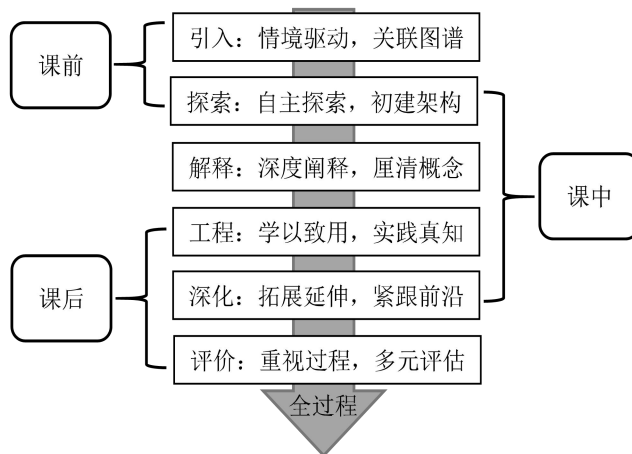 课前
引入：情境驱动，关联图谱
探索：自主探索，初建架构
解释：深度阐释，厘清概念
课中
工程：学以致用，实践真知
课后
深化：拓展延伸，紧跟前沿
评价：重视过程，多元评估
全过程